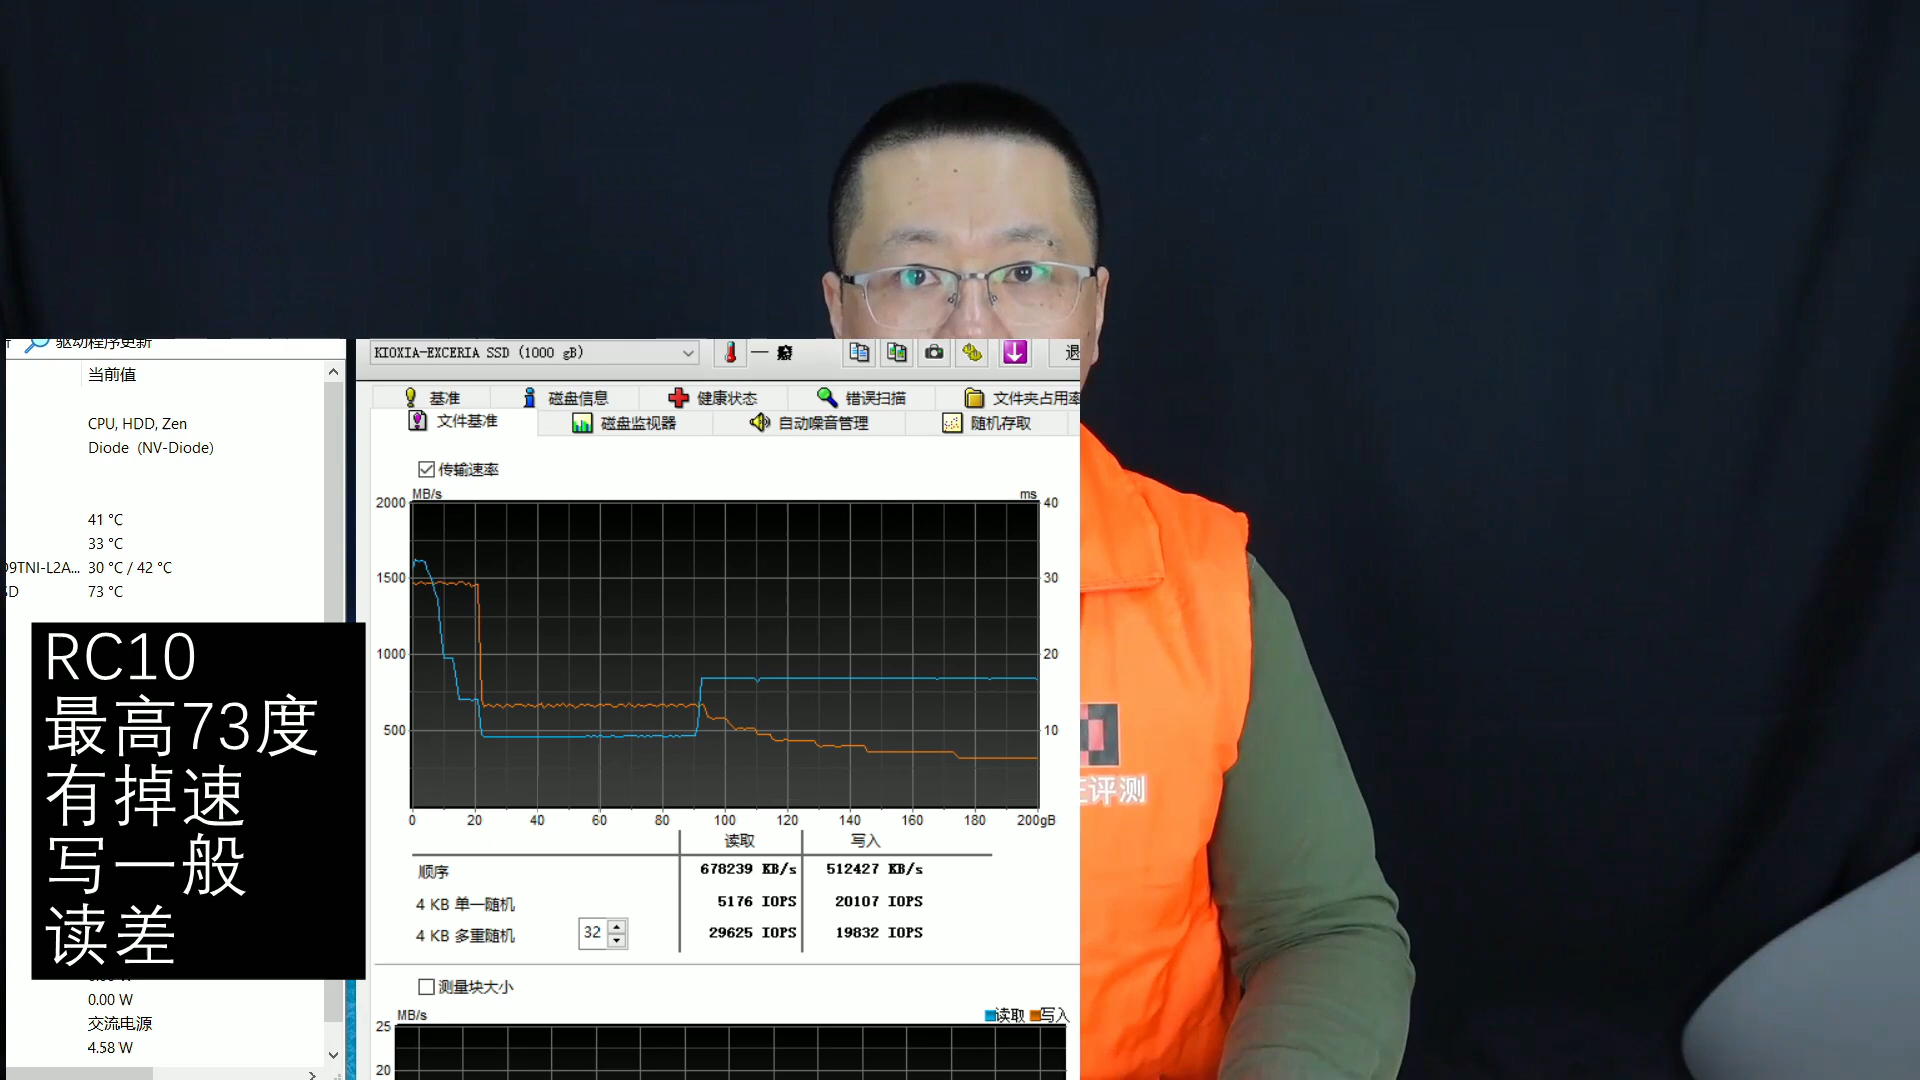 驱动程序更新
当前值
CPU, HDD, Zen
Diode (NV-Diode)
41 °C
33 °C
9TNI-L2A... 30 °C / 42 °C
D 73 °C
RC10
最高73度
有掉速
写一般
读差
0.00 W
交流电源
4.58 W
KIOXIA-EXCERIA SSD (1000 gB)
退
基准 磁盘信息 健康状态 错误扫描 文件夹占用率
文件基准 磁盘监视器 自动噪音管理 随机存取
传输速率
MB/s ms
2000 40
1500 30
1000 20
500 10
0 20 40 60 80 100 120 140 160 180 200gB
读取 写入
顺序 678239 KB/s 512427 KB/s
4 KB 单一随机 5176 IOPS 20107 IOPS
4 KB 多重随机 32 29625 IOPS 19832 IOPS
测量块大小
MB/s 读取 写入
25
20
评测